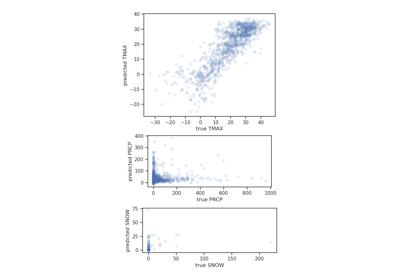 40
30
20
10
0
−10
−20
predicted TMAX
−30 −20 −10 0 10 20 30 40
true TMAX
400
300
200
100
0
predicted PRCP
0 200 400 600 800 1000
true PRCP
75
50
25
0
predicted SNOW
0 50 100 150 200
true SNOW